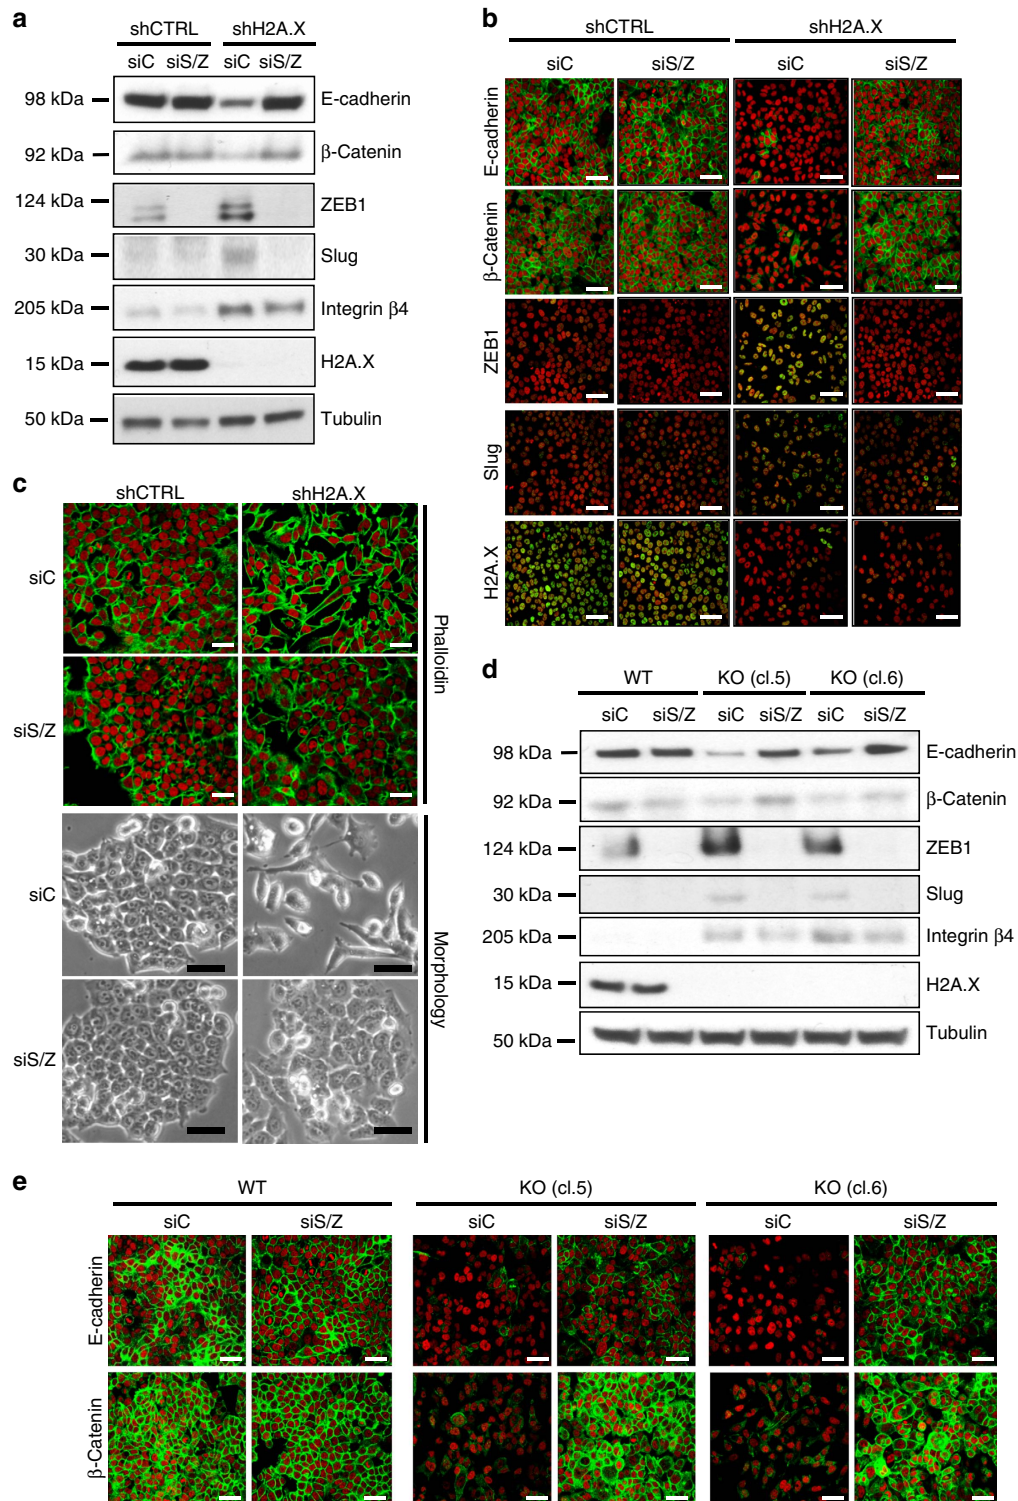 a
shCTRL shH2A.X
siC siS/Z siC siS/Z
98 kDa E-cadherin
92 kDa β-Catenin
124 kDa ZEB1
30 kDa Slug
205 kDa Integrin β4
15 kDa H2A.X
50 kDa Tubulin
b
shCTRL shH2A.X
siC siS/Z siC siS/Z
E-cadherin
β-Catenin
ZEB1
Slug
H2A.X
c
shCTRL shH2A.X
siC
siS/Z
Phalloidin
siC
siS/Z
Morphology
d
WT KO (cl.5) KO (cl.6)
siC siS/Z siC siS/Z siC siS/Z
98 kDa E-cadherin
92 kDa β-Catenin
124 kDa ZEB1
30 kDa Slug
205 kDa Integrin β4
15 kDa H2A.X
50 kDa Tubulin
e
WT KO (cl.5) KO (cl.6)
siC siS/Z siC siS/Z siC siS/Z
E-cadherin
β-Catenin